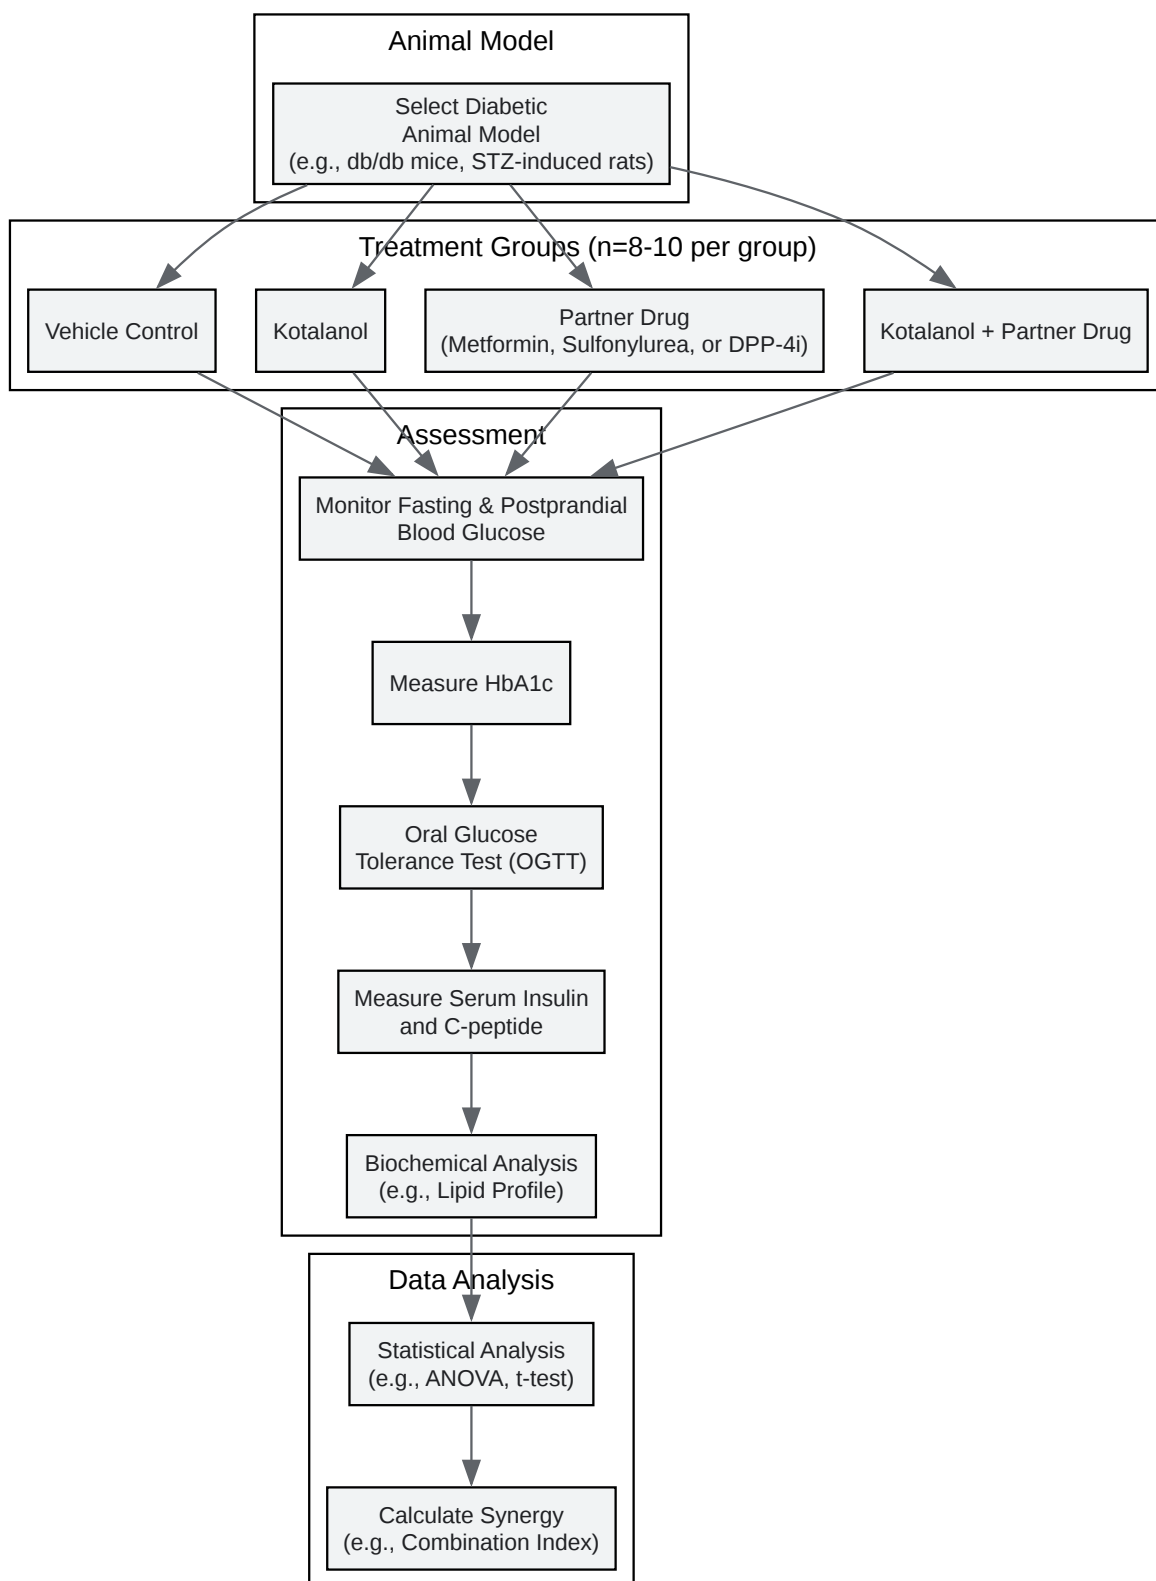 Animal Model
Select Diabetic
Animal Model
(e.g., db/db mice, STZ-induced rats)
Treatment Groups (n=8-10 per group)
Vehicle Control
Kotalanol
Partner Drug
(Metformin, Sulfonylurea, or DPP-4i)
Kotalanol + Partner Drug
Assessment
Monitor Fasting & Postprandial
Blood Glucose
Measure HbA1c
Oral Glucose
Tolerance Test (OGTT)
Measure Serum Insulin
and C-peptide
Biochemical Analysis
(e.g., Lipid Profile)
Data Analysis
Statistical Analysis
(e.g., ANOVA, t-test)
Calculate Synergy
(e.g., Combination Index)